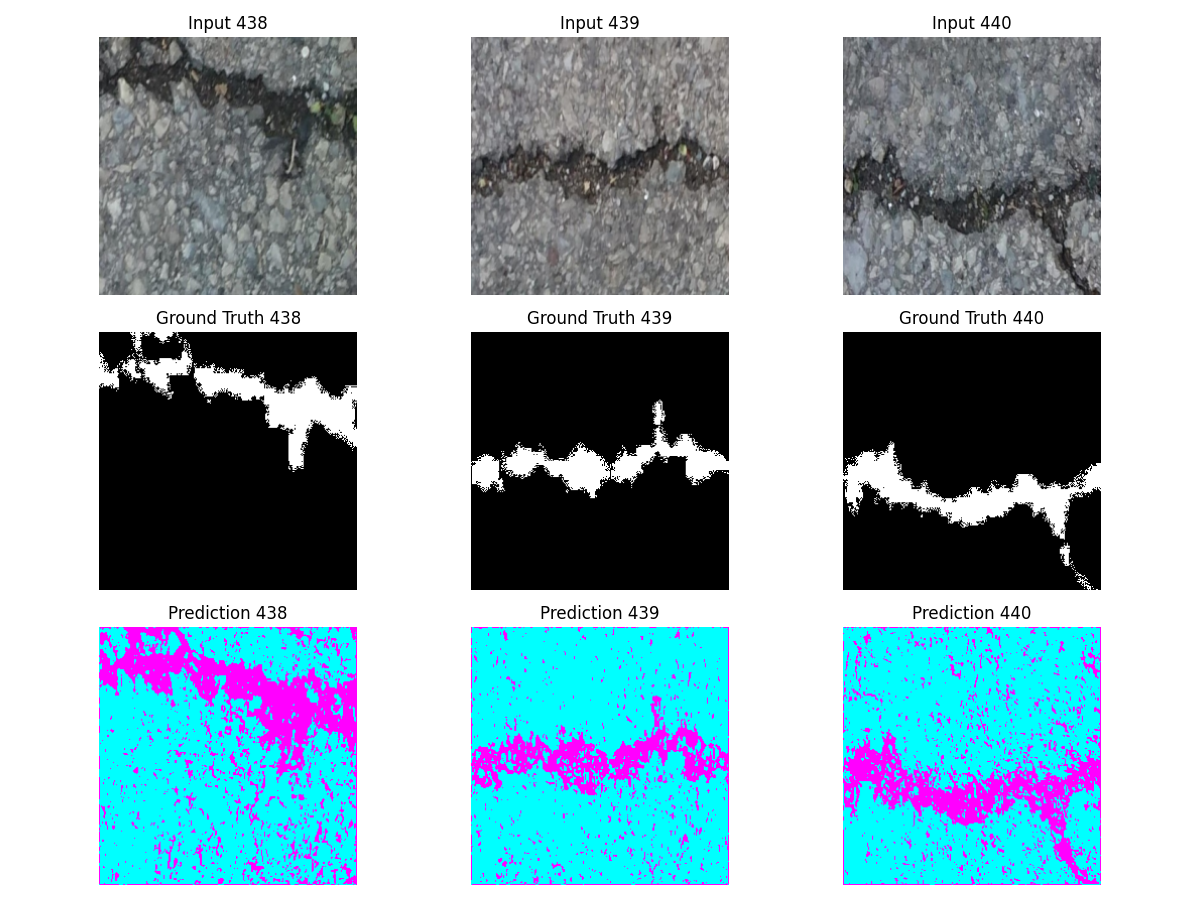 Input 438
Input 439
Input 440
Ground Truth 438
Ground Truth 439
Ground Truth 440
Prediction 438
Prediction 439
Prediction 440